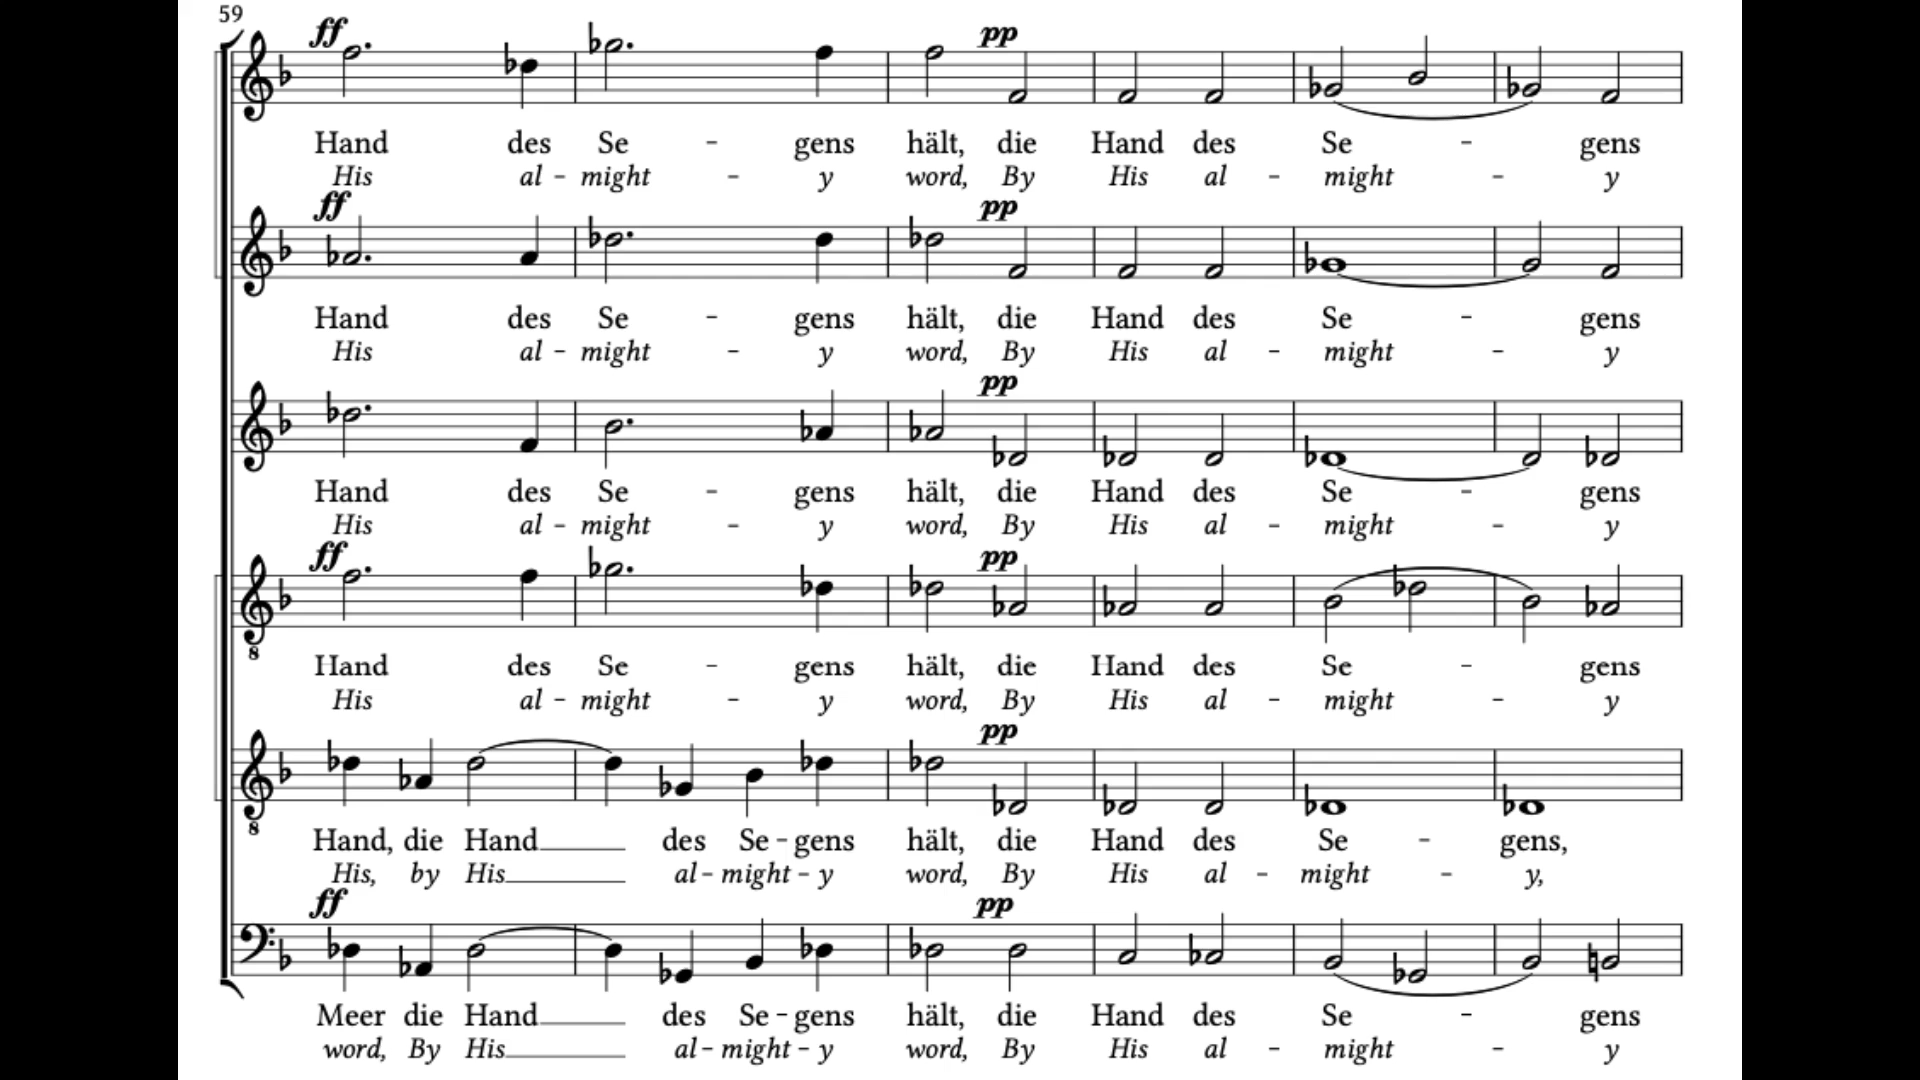 59
ff pp
Hand des Se - gens hält, die Hand des Se - gens
His al - might - y word, By His al - might - y
ff pp
Hand des Se - gens hält, die Hand des Se - gens
His al - might - y word, By His al - might - y
pp
Hand des Se - gens hält, die Hand des Se - gens
His al - might - y word, By His al - might - y
ff pp
8
Hand des Se - gens hält, die Hand des Se - gens
His al - might - y word, By His al - might - y
pp
8
Hand, die Hand des Se - gens hält, die Hand des Se - gens,
His, by His al - might - y word, By His al - might - y,
ff pp
Meer die Hand des Se - gens hält, die Hand des Se - gens
word, By His al - might - y word, By His al - might - y